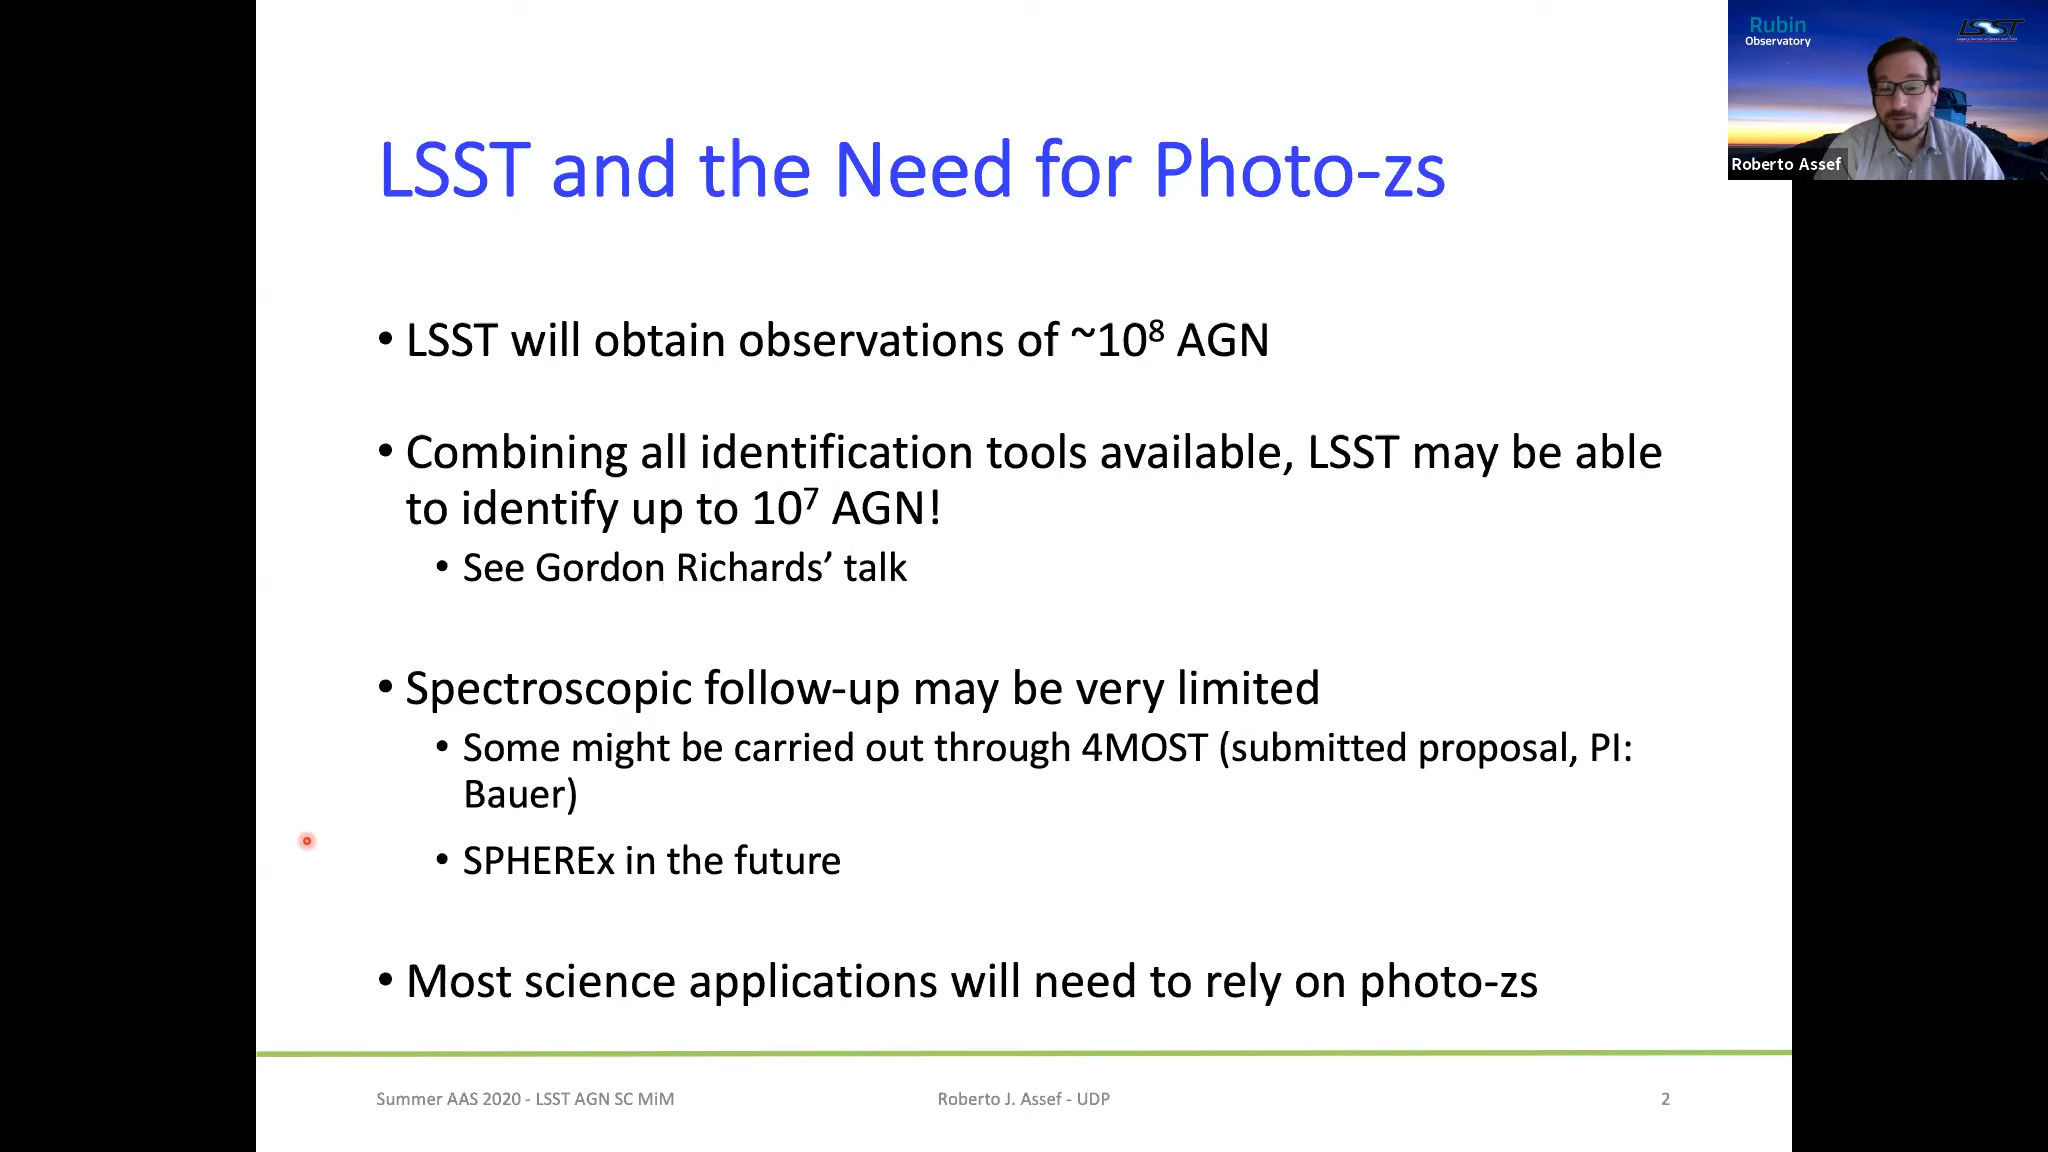 Rubin
Observatory
LSST
Roberto Assef
LSST and the Need for Photo-zs
• LSST will obtain observations of ~10⁸ AGN
• Combining all identification tools available, LSST may be able
to identify up to 10⁷ AGN!
• See Gordon Richards’ talk
• Spectroscopic follow-up may be very limited
• Some might be carried out through 4MOST (submitted proposal, PI:
Bauer)
• SPHEREx in the future
• Most science applications will need to rely on photo-zs
Summer AAS 2020 - LSST AGN SC MiM
Roberto J. Assef - UDP
2